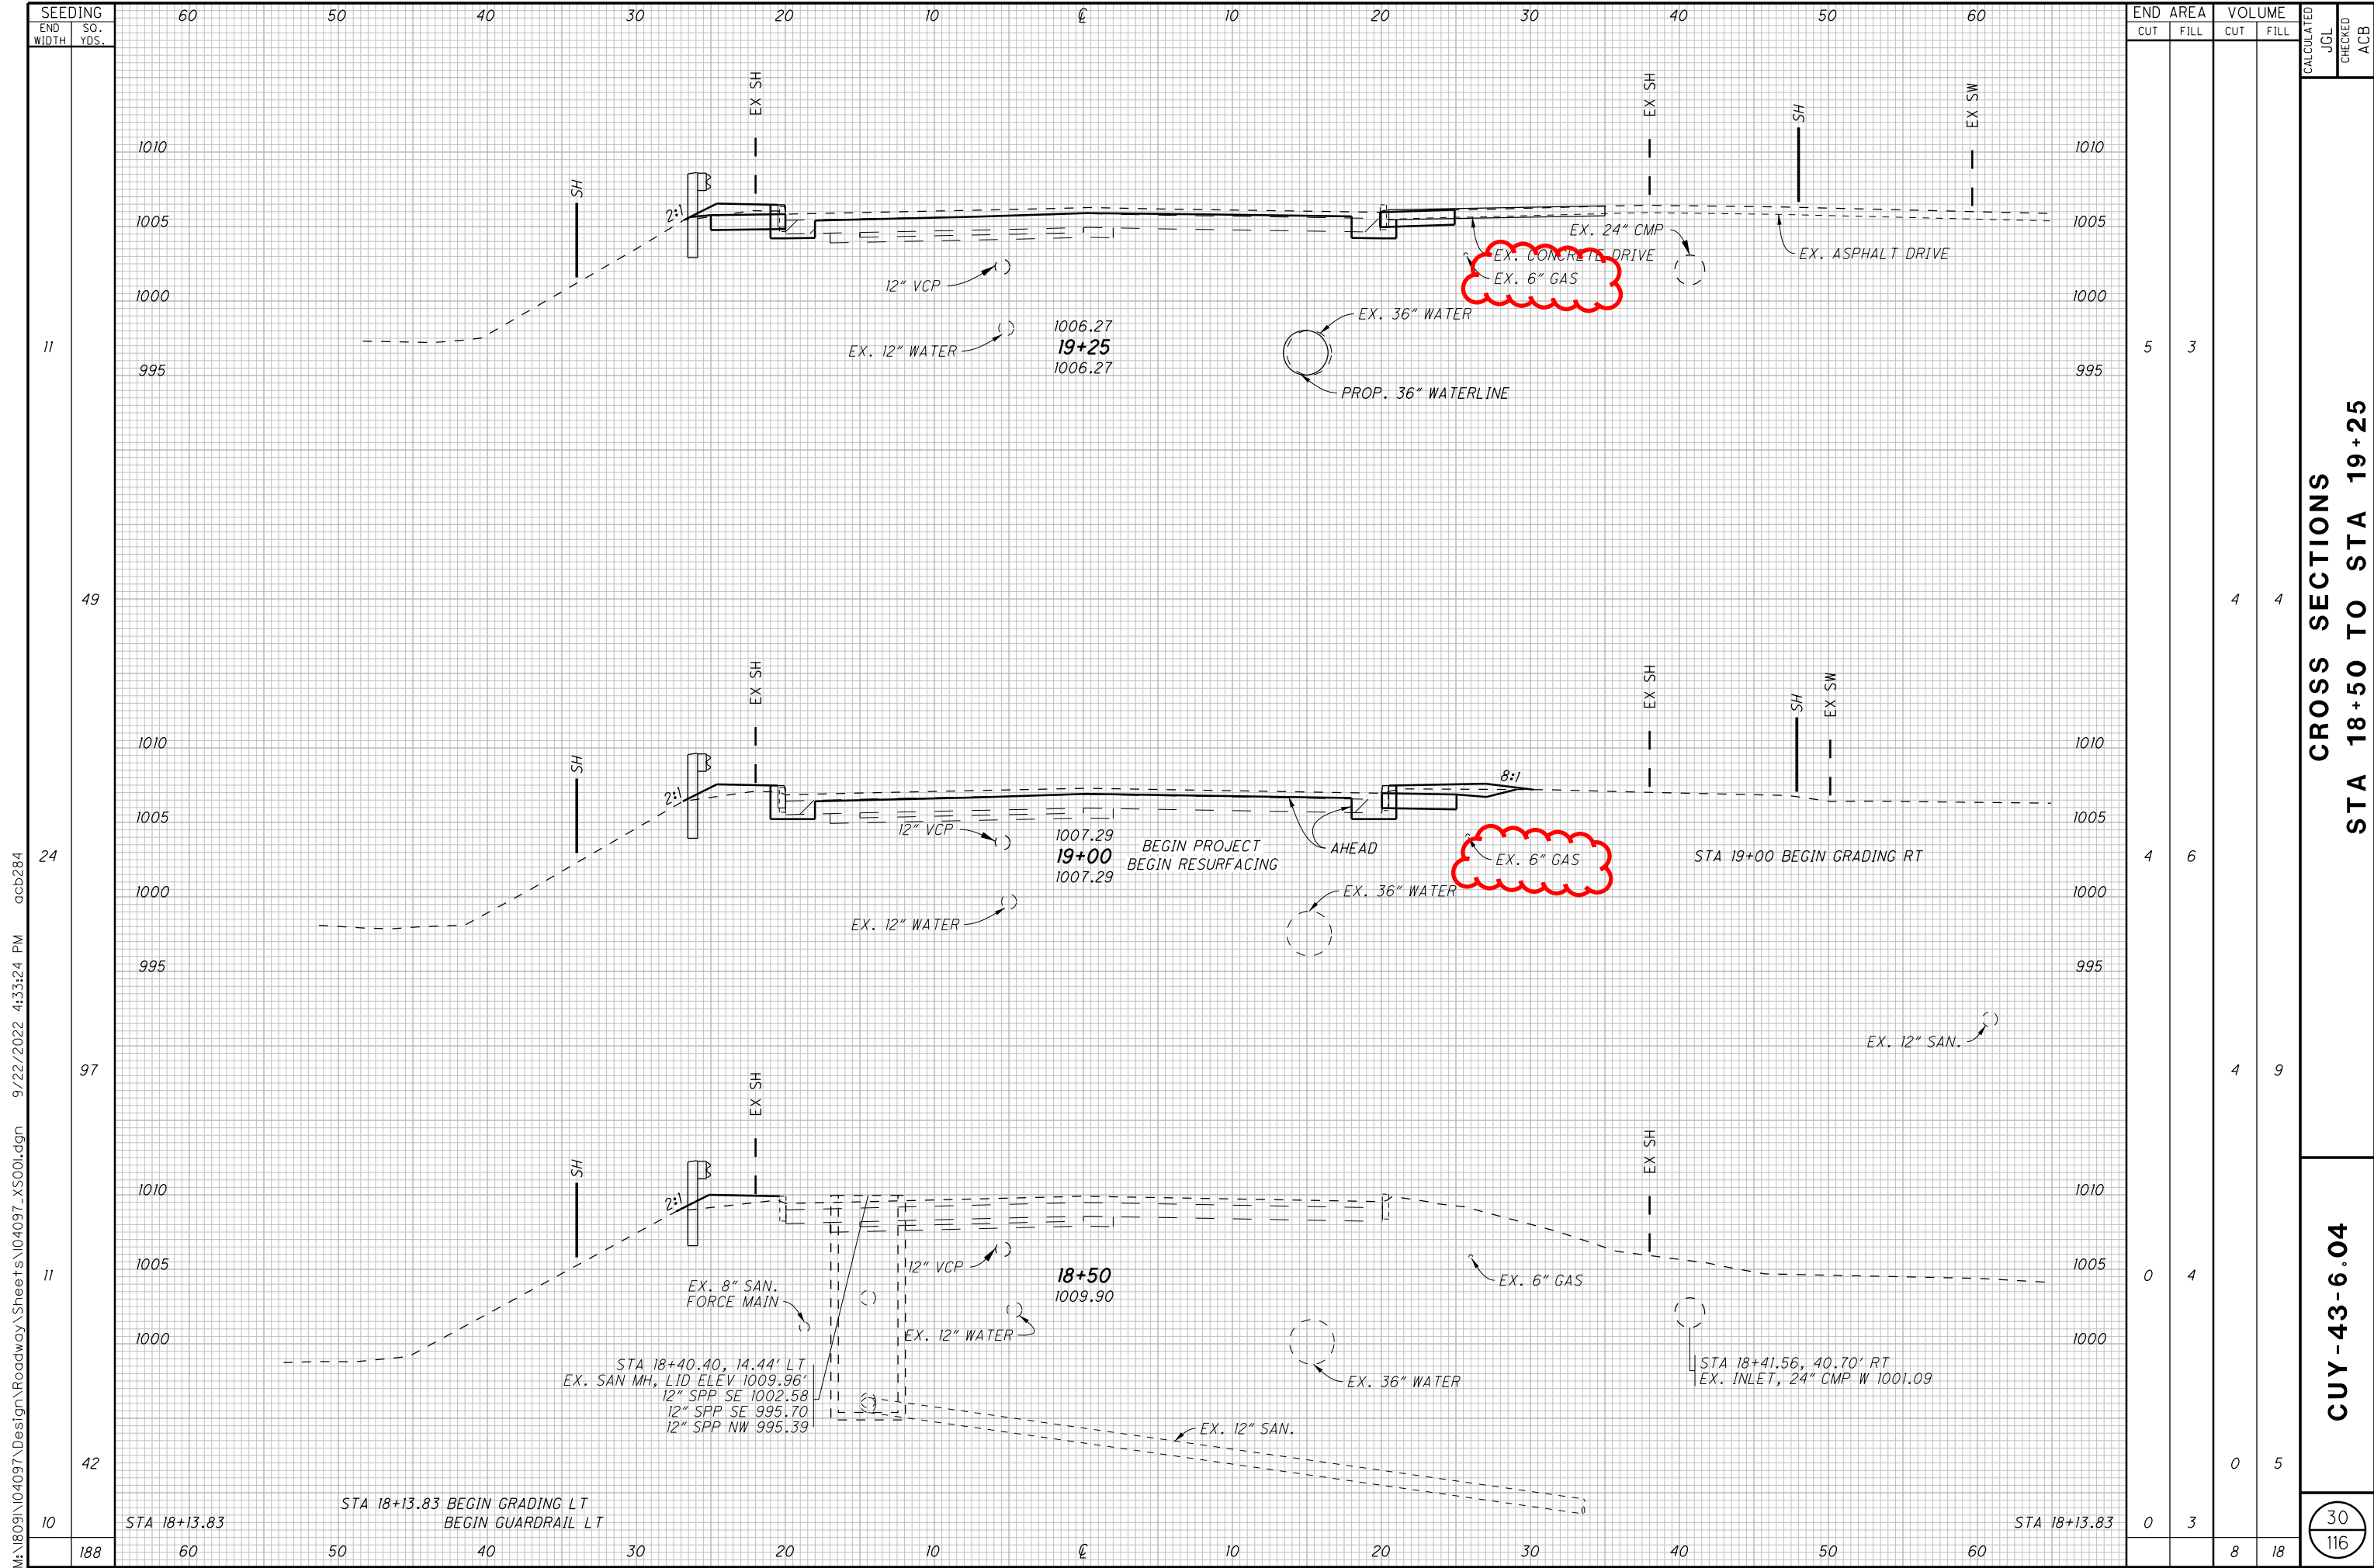 SEEDING
END WIDTH
SQ. YDS.
60 50 40 30 20 10 ℄ 10 20 30 40 50 60
END AREA VOLUME
CUT FILL CUT FILL
CALCULATED
JGL
CHECKED
ACB
EX SH
EX SH
SH
EX SW
SH
1010 1010
2:1
1005 1005
EX. 24" CMP
EX. CONCRETE DRIVE
EX. ASPHALT DRIVE
EX. 6" GAS
12" VCP
1000 1000
EX. 36" WATER
1006.27
11
EX. 12" WATER
19+25
5 3
1006.27
995 995
PROP. 36" WATERLINE
49
4 4
EX SH
EX SH
SH
EX SW
SH
1010 1010
2:1
8:1
1005 1005
12" VCP
1007.29
BEGIN PROJECT
BEGIN RESURFACING
AHEAD
24
19+00
EX. 6" GAS
STA 19+00 BEGIN GRADING RT
4 6
1007.29
1000 1000
EX. 36" WATER
EX. 12" WATER
995 995
EX. 12" SAN.
97
4 9
EX SH
EX SH
SH
1010 1010
2:1
1005 1005
12" VCP
11
18+50
0 4
1009.90
EX. 6" GAS
EX. 8" SAN.
FORCE MAIN
EX. 12" WATER
1000 1000
STA 18+40.40, 14.44' LT
EX. SAN MH, LID ELEV 1009.96'
12" SPP SE 1002.58
12" SPP SE 995.70
12" SPP NW 995.39
EX. 36" WATER
STA 18+41.56, 40.70' RT
EX. INLET, 24" CMP W 1001.09
EX. 12" SAN.
42
0 5
STA 18+13.83 BEGIN GRADING LT
BEGIN GUARDRAIL LT
10
STA 18+13.83
STA 18+13.83
0 3
188
60 50 40 30 20 10 ℄ 10 20 30 40 50 60
8 18
CROSS SECTIONS
STA 18+50 TO STA 19+25
CUY-43-6.04
30
116
M:\18091\104097\Design\Roadway\Sheets\104097_XS001.dgn 9/22/2022 4:33:24 PM acb284